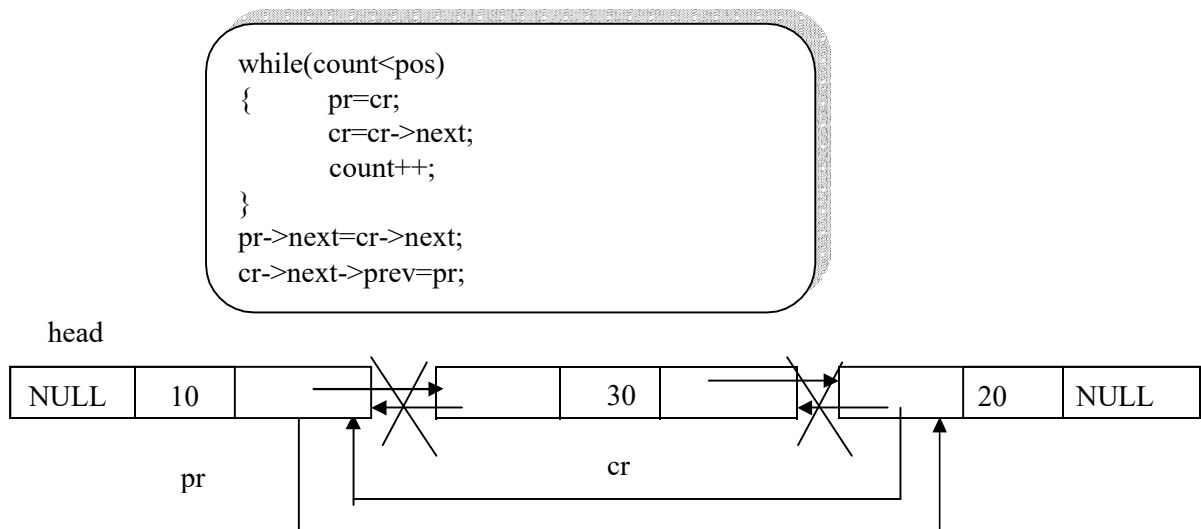 while(count<pos)
{ pr=cr;
cr=cr->next;
count++;
}
pr->next=cr->next;
cr->next->prev=pr;
head
NULL 10 30 20 NULL
pr cr